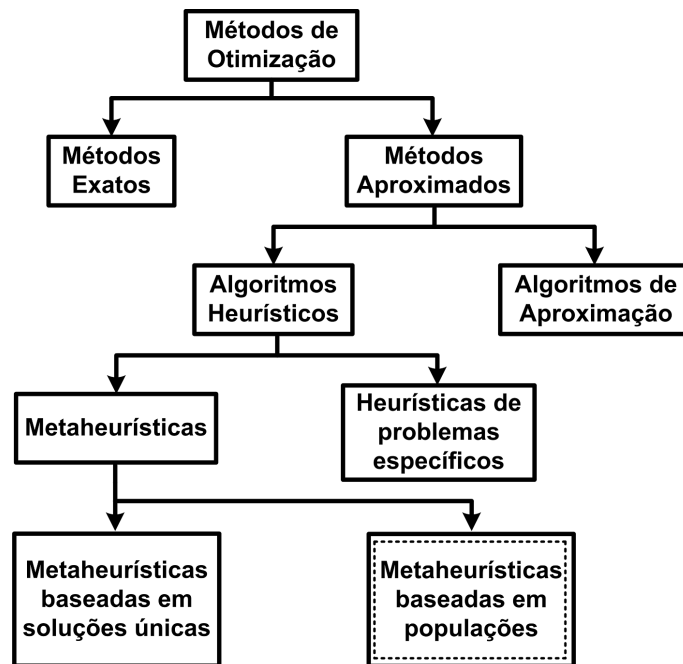 Métodos de
Otimização
Métodos
Exatos
Métodos
Aproximados
Algoritmos
Heurísticos
Algoritmos de
Aproximação
Metaheurísticas
Heurísticas de
problemas
específicos
Metaheurísticas
baseadas em
soluções únicas
Metaheurísticas
baseadas em
populações